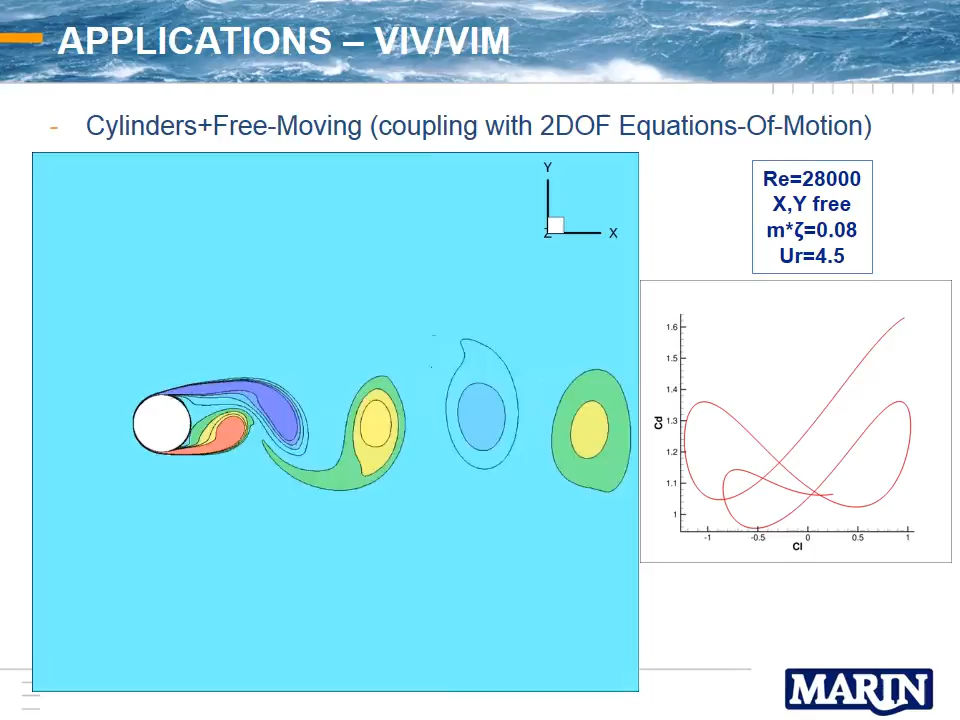 APPLICATIONS – VIV/VIM
- Cylinders+Free-Moving (coupling with 2DOF Equations-Of-Motion)
Y
Z
X
Re=28000
X,Y free
m*ζ=0.08
Ur=4.5
1.6
1.5
1.4
1.3
1.2
1.1
1
Cd
-1 -0.5 0 0.5 1
Cl
MARIN